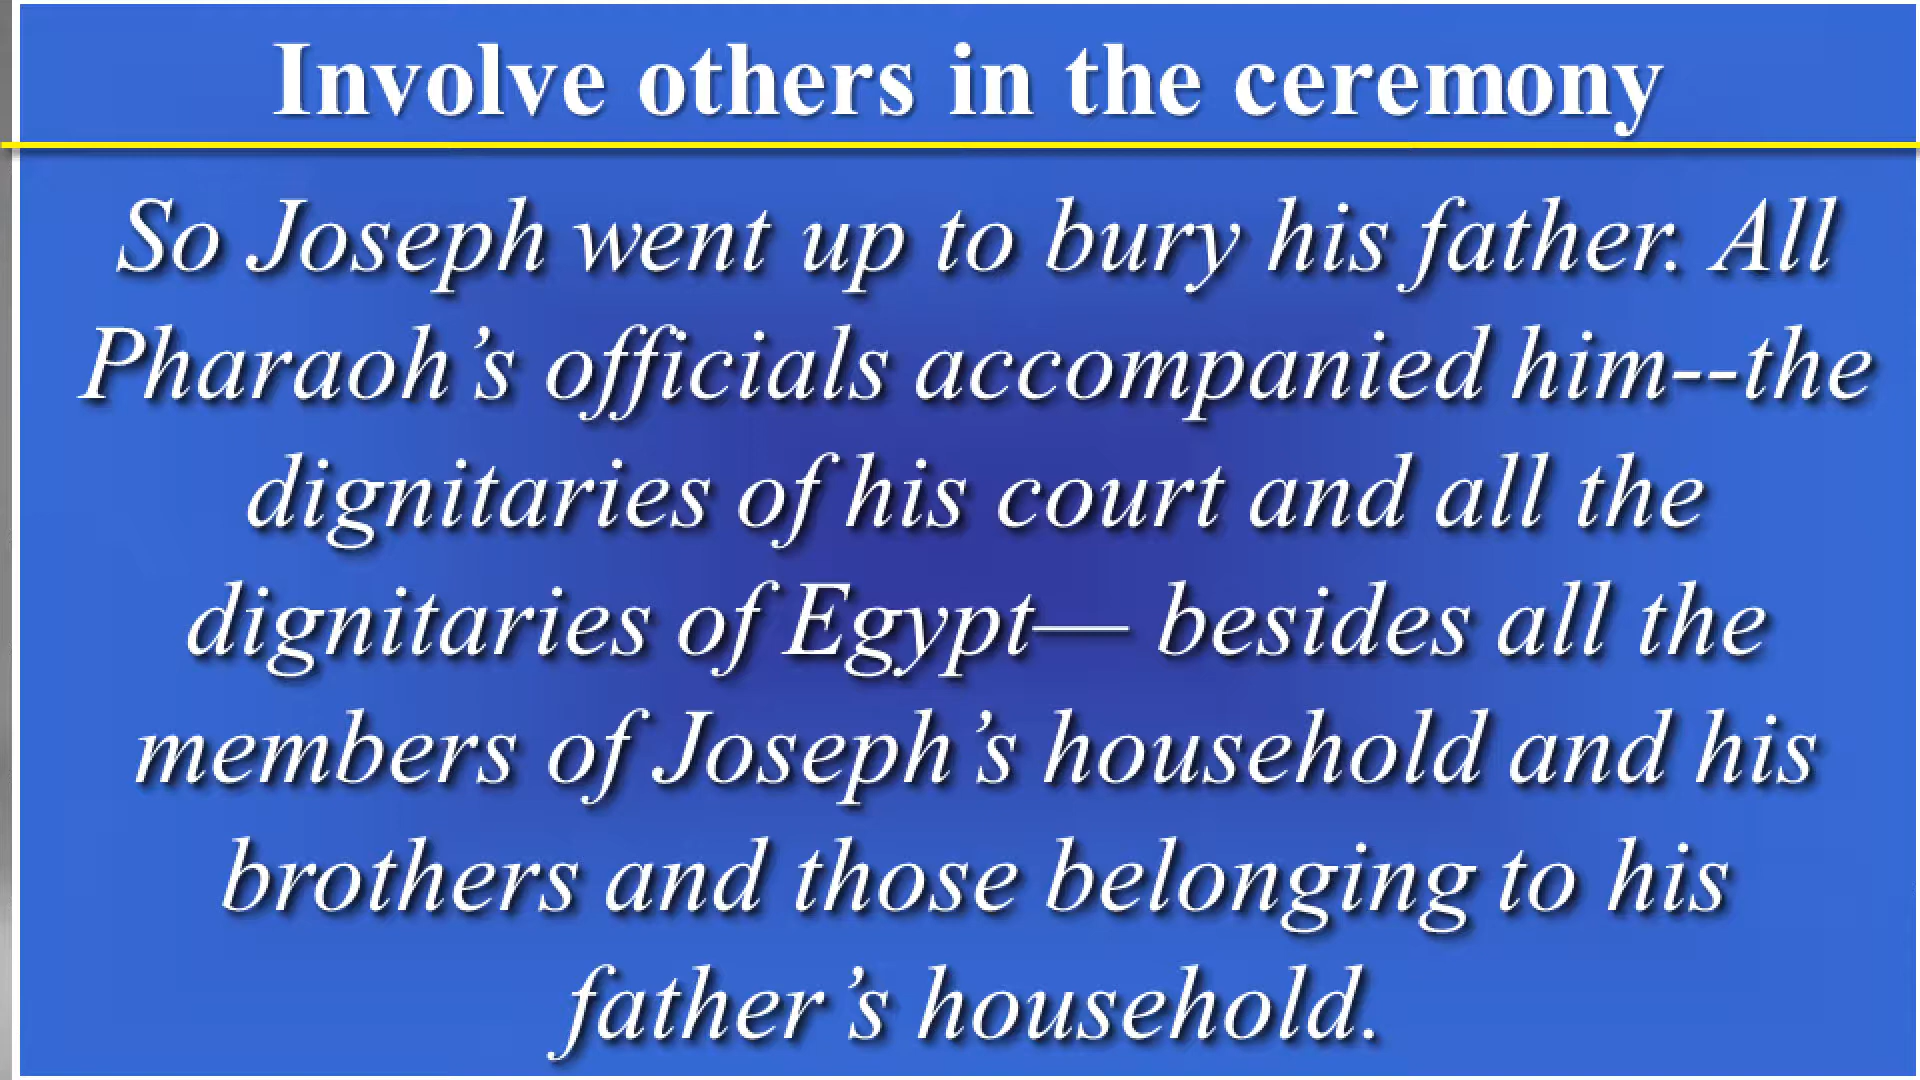 Involve others in the ceremony
So Joseph went up to bury his father. All
Pharaoh’s officials accompanied him--the
dignitaries of his court and all the
dignitaries of Egypt— besides all the
members of Joseph’s household and his
brothers and those belonging to his
father’s household.